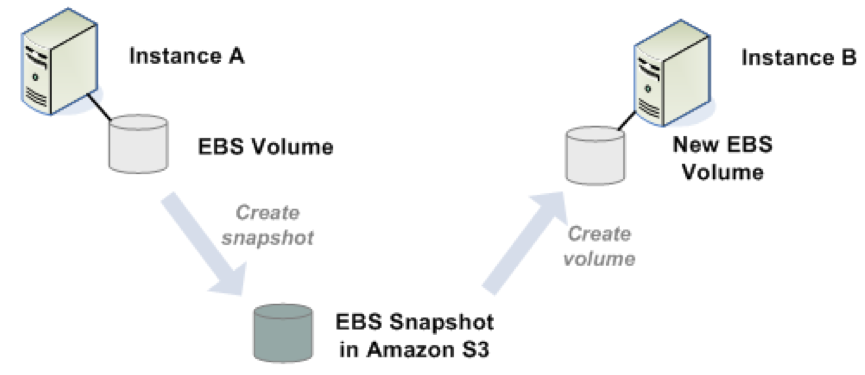 Instance A
EBS Volume
Create
snapshot
EBS Snapshot
in Amazon S3
Create
volume
Instance B
New EBS
Volume